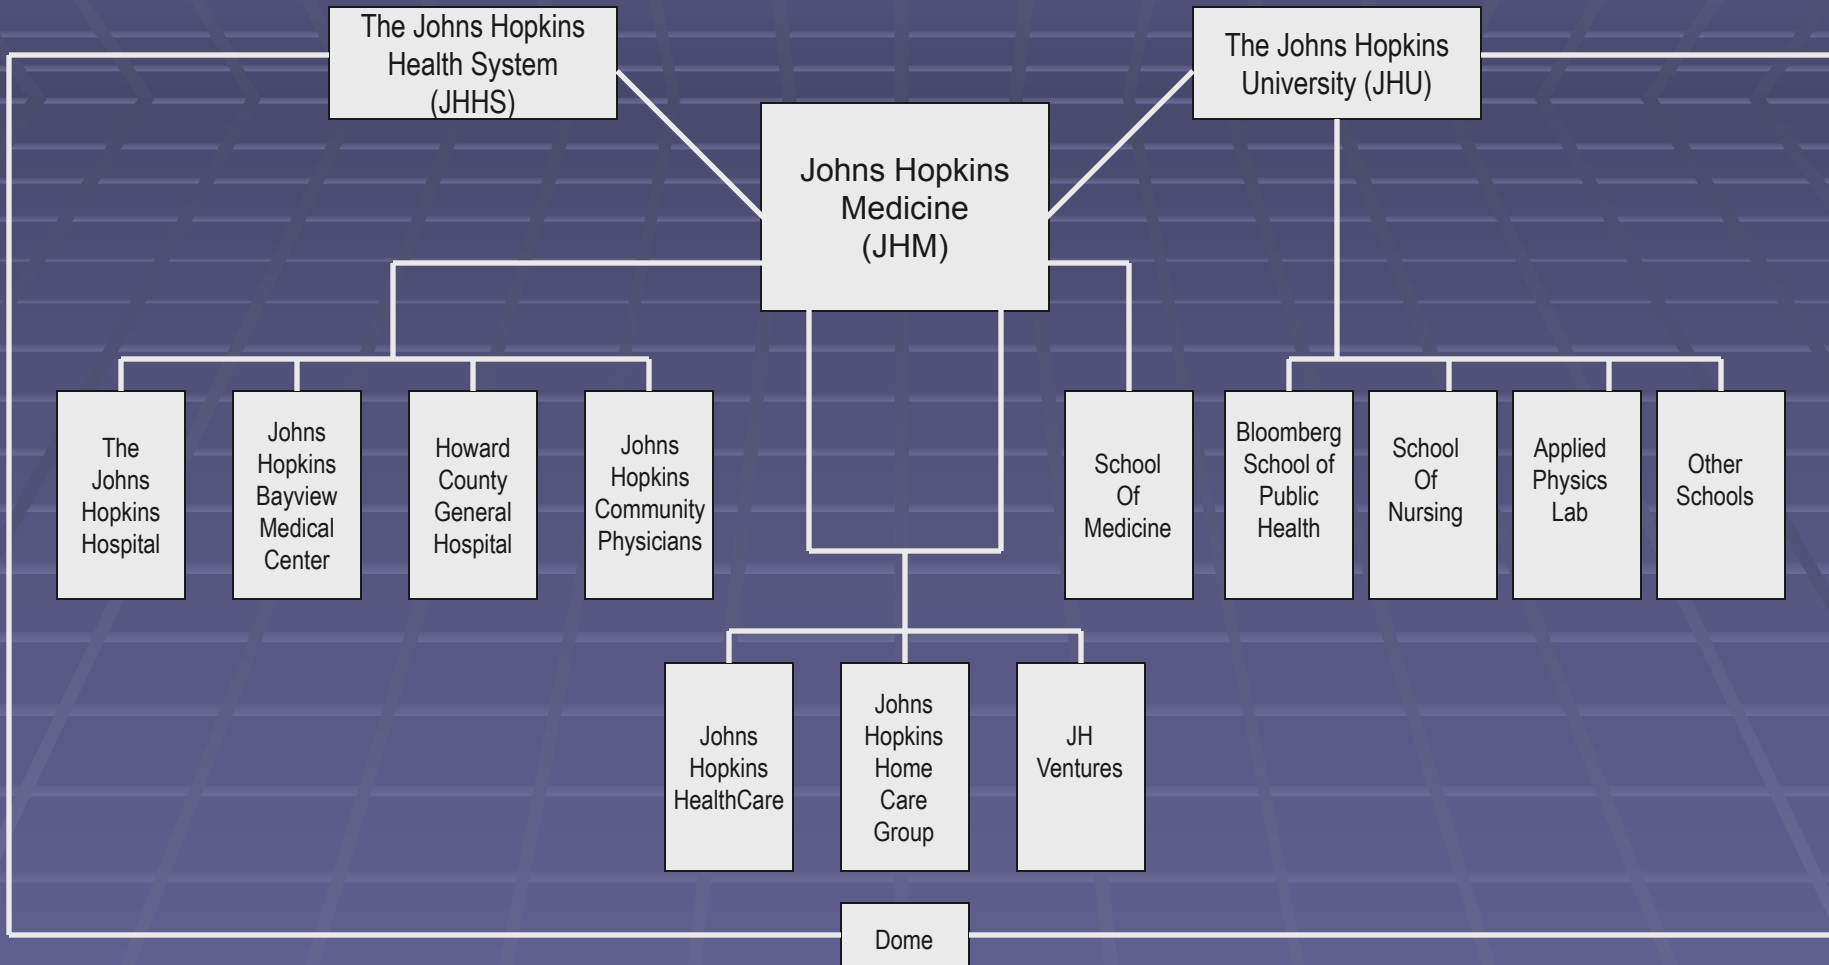 The Johns Hopkins
Health System
(JHHS)
The Johns Hopkins
University (JHU)
Johns Hopkins
Medicine
(JHM)
The
Johns
Hopkins
Hospital
Johns
Hopkins
Bayview
Medical
Center
Howard
County
General
Hospital
Johns
Hopkins
Community
Physicians
School
Of
Medicine
Bloomberg
School of
Public
Health
School
Of
Nursing
Applied
Physics
Lab
Other
Schools
Johns
Hopkins
HealthCare
Johns
Hopkins
Home
Care
Group
JH
Ventures
Dome